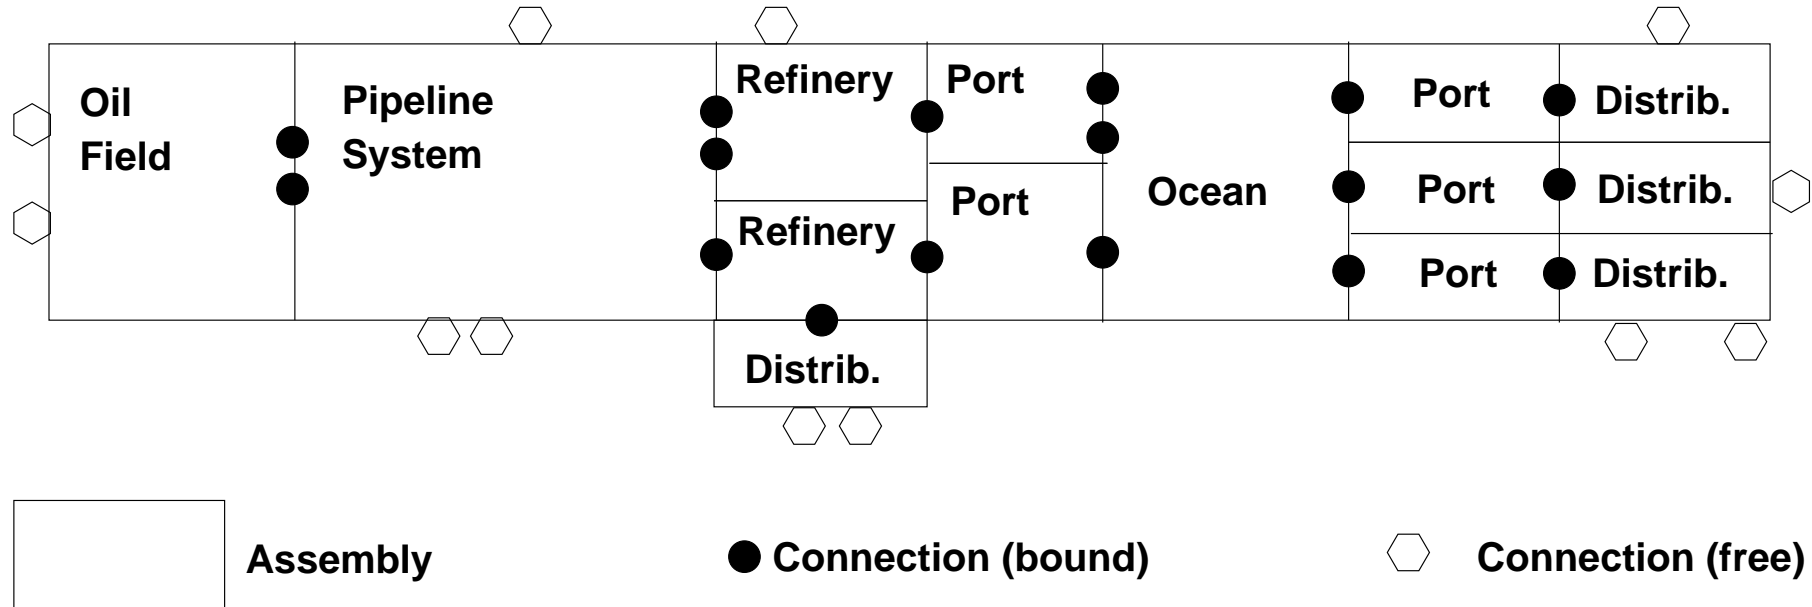 Oil
Field
Pipeline
System
Refinery
Refinery
Distrib.
Port
Port
Ocean
Port
Distrib.
Port
Distrib.
Port
Distrib.
Assembly
Connection (bound)
Connection (free)